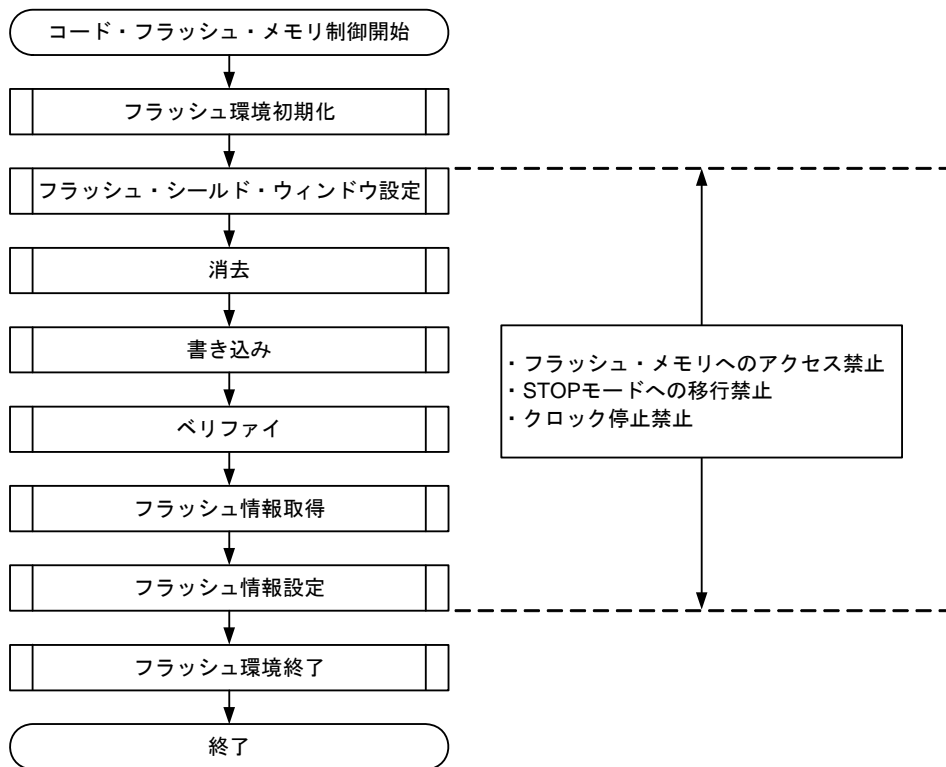 コード・フラッシュ・メモリ制御開始
フラッシュ環境初期化
フラッシュ・シールド・ウィンドウ設定
消去
書き込み
ベリファイ
フラッシュ情報取得
フラッシュ情報設定
フラッシュ環境終了
終了
・フラッシュ・メモリへのアクセス禁止
・STOPモードへの移行禁止
・クロック停止禁止